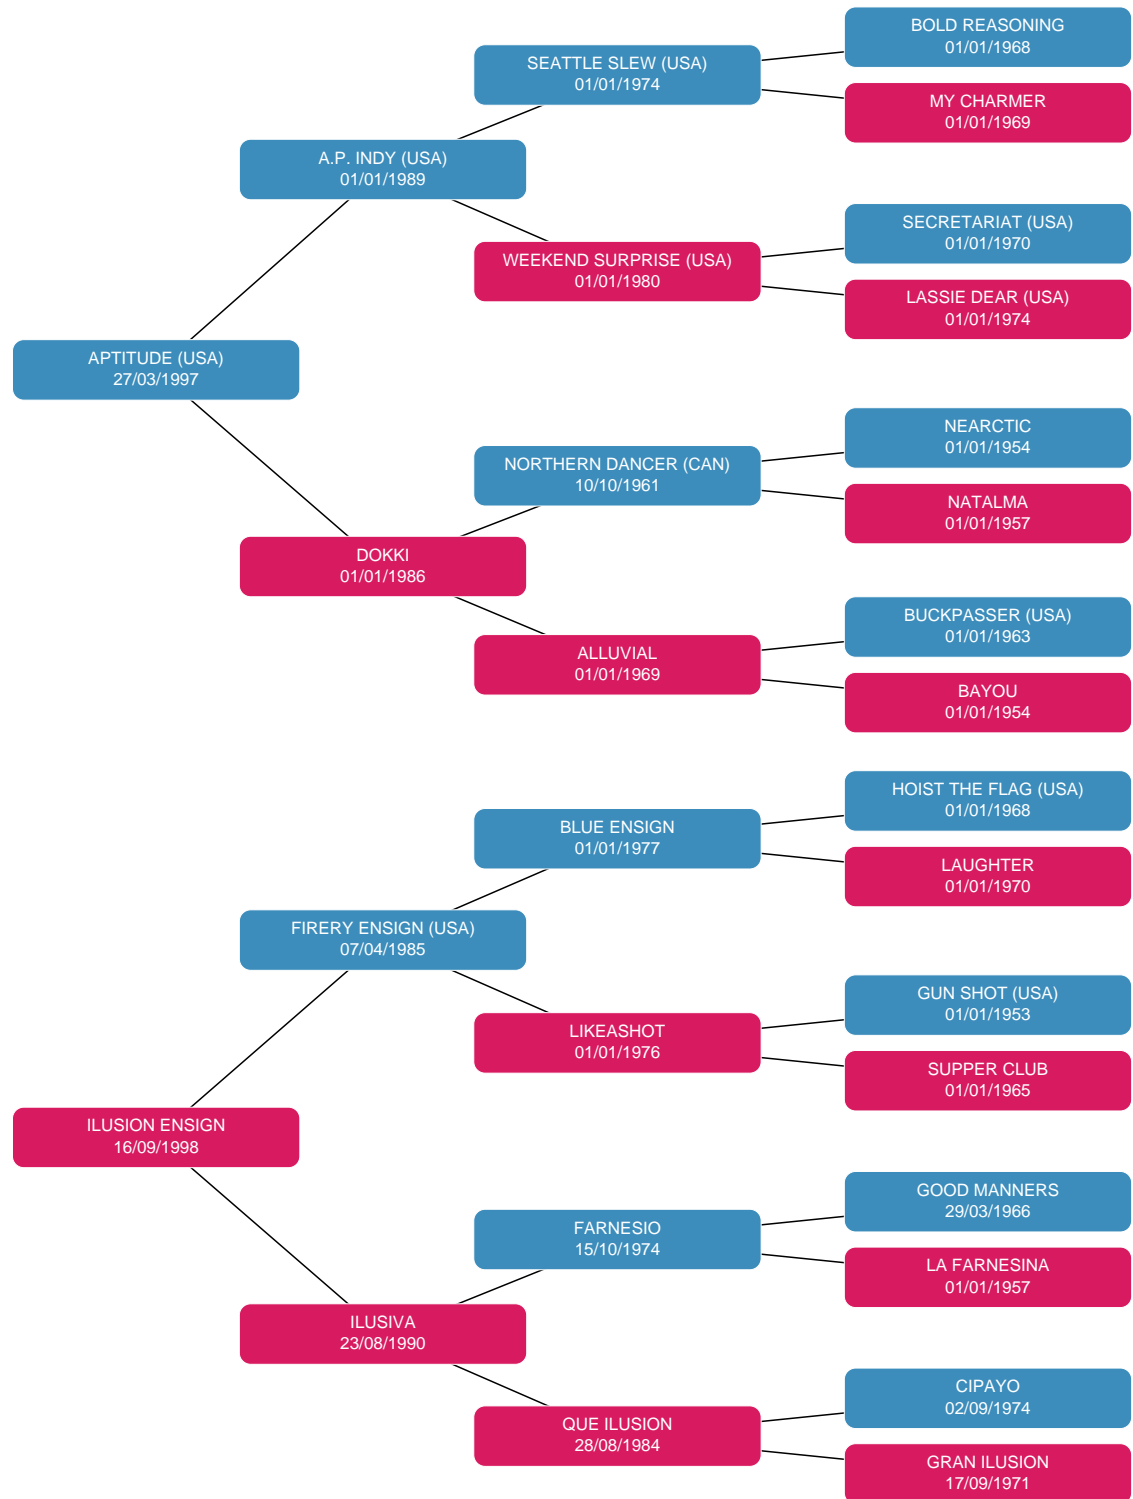 BOLD REASONING
01/01/1968
SEATTLE SLEW (USA)
01/01/1974
MY CHARMER
01/01/1969
A.P. INDY (USA)
01/01/1989
SECRETARIAT (USA)
01/01/1970
WEEKEND SURPRISE (USA)
01/01/1980
LASSIE DEAR (USA)
01/01/1974
APTITUDE (USA)
27/03/1997
NEARCTIC
01/01/1954
NORTHERN DANCER (CAN)
10/10/1961
NATALMA
01/01/1957
DOKKI
01/01/1986
BUCKPASSER (USA)
01/01/1963
ALLUVIAL
01/01/1969
BAYOU
01/01/1954
HOIST THE FLAG (USA)
01/01/1968
BLUE ENSIGN
01/01/1977
LAUGHTER
01/01/1970
FIRERY ENSIGN (USA)
07/04/1985
GUN SHOT (USA)
01/01/1953
LIKEASHOT
01/01/1976
SUPPER CLUB
01/01/1965
ILUSION ENSIGN
16/09/1998
GOOD MANNERS
29/03/1966
FARNESIO
15/10/1974
LA FARNESINA
01/01/1957
ILUSIVA
23/08/1990
CIPAYO
02/09/1974
QUE ILUSION
28/08/1984
GRAN ILUSION
17/09/1971